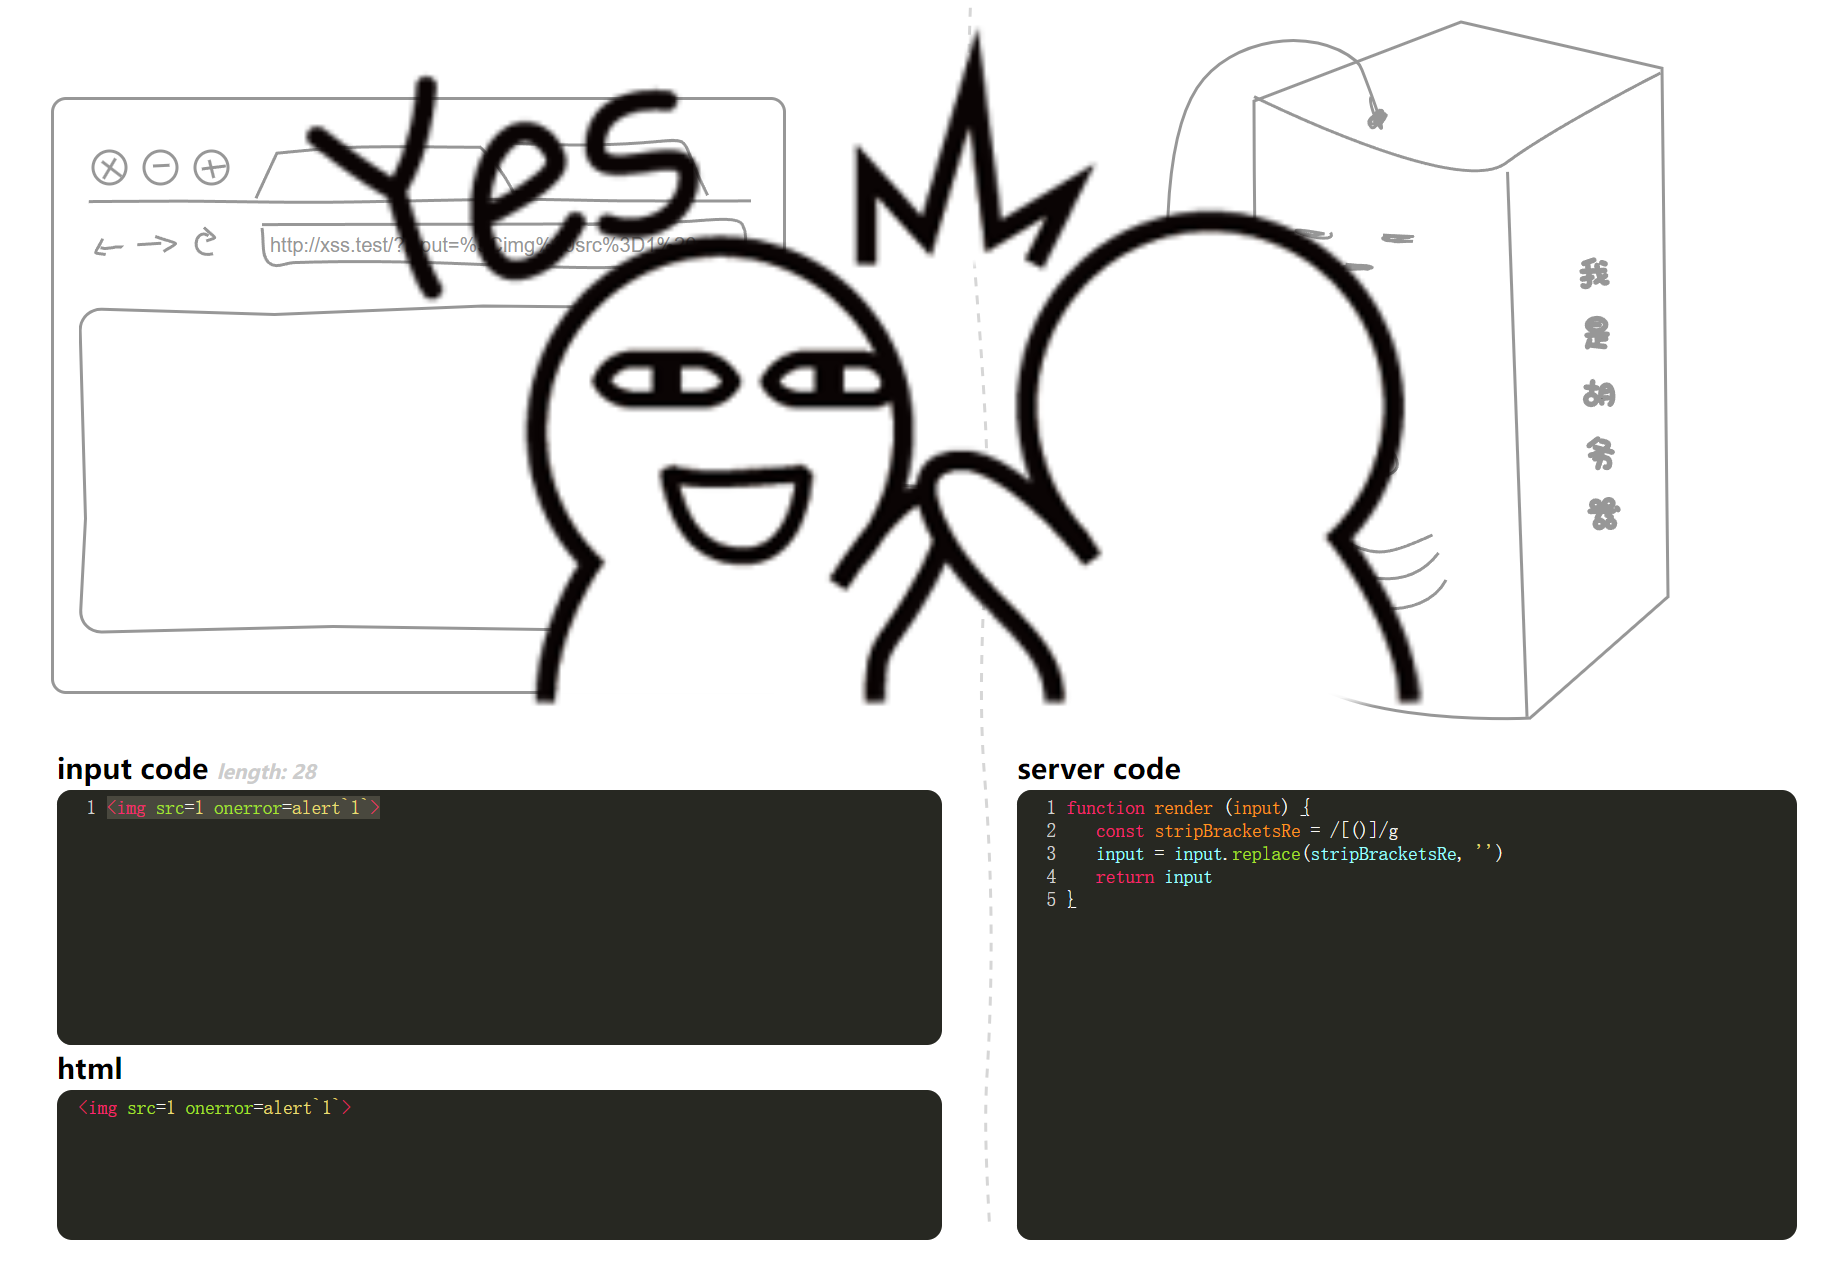 Yes
http://xss.test/?
src%3D1%
我
是
胡
务
器
input code length: 28
1 <img src=1 onerror=alert`1`>
html
<img src=1 onerror=alert`1`>
server code
1 function render (input) {
2 const stripBracketsRe = /[()]/g
3 input = input.replace(stripBracketsRe, '')
4 return input
5 }